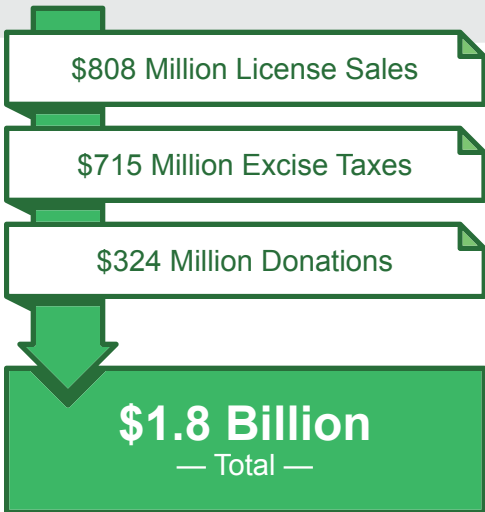 $808 Million License Sales
$715 Million Excise Taxes
$324 Million Donations
$1.8 Billion
— Total —